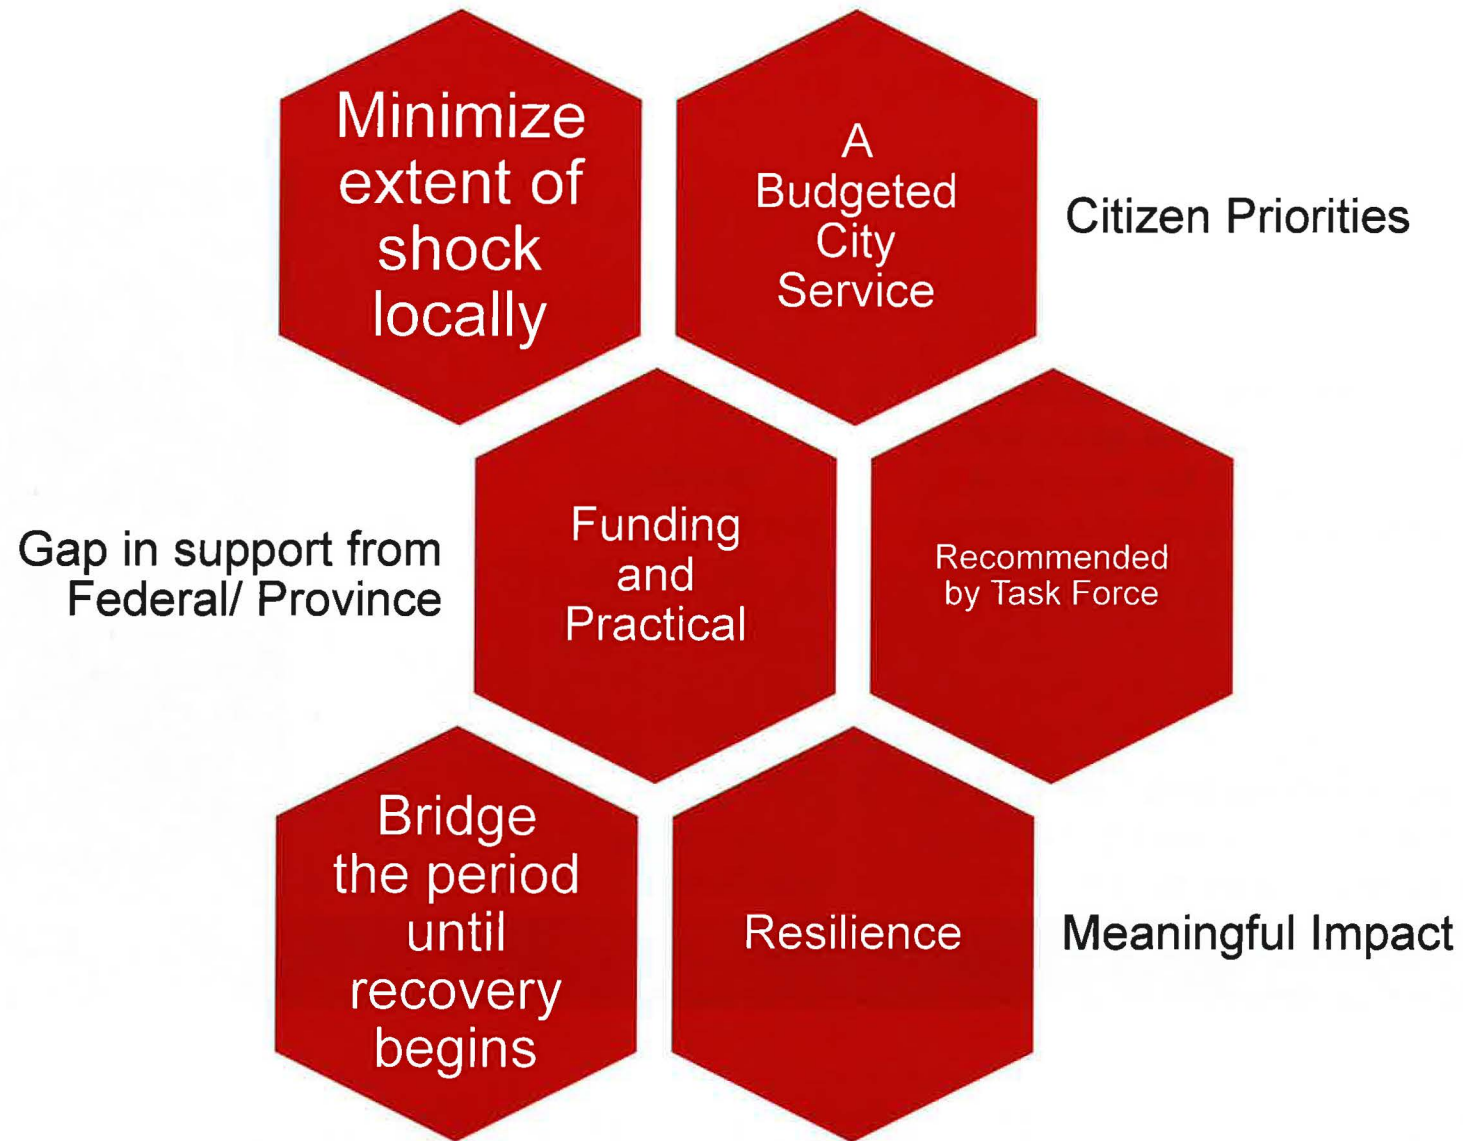 Minimize
extent of
shock
locally
A
Budgeted
City
Service
Citizen Priorities
Gap in support from
Federal/ Province
Funding
and
Practical
Recommended
by Task Force
Bridge
the period
until
recovery
begins
Resilience
Meaningful Impact